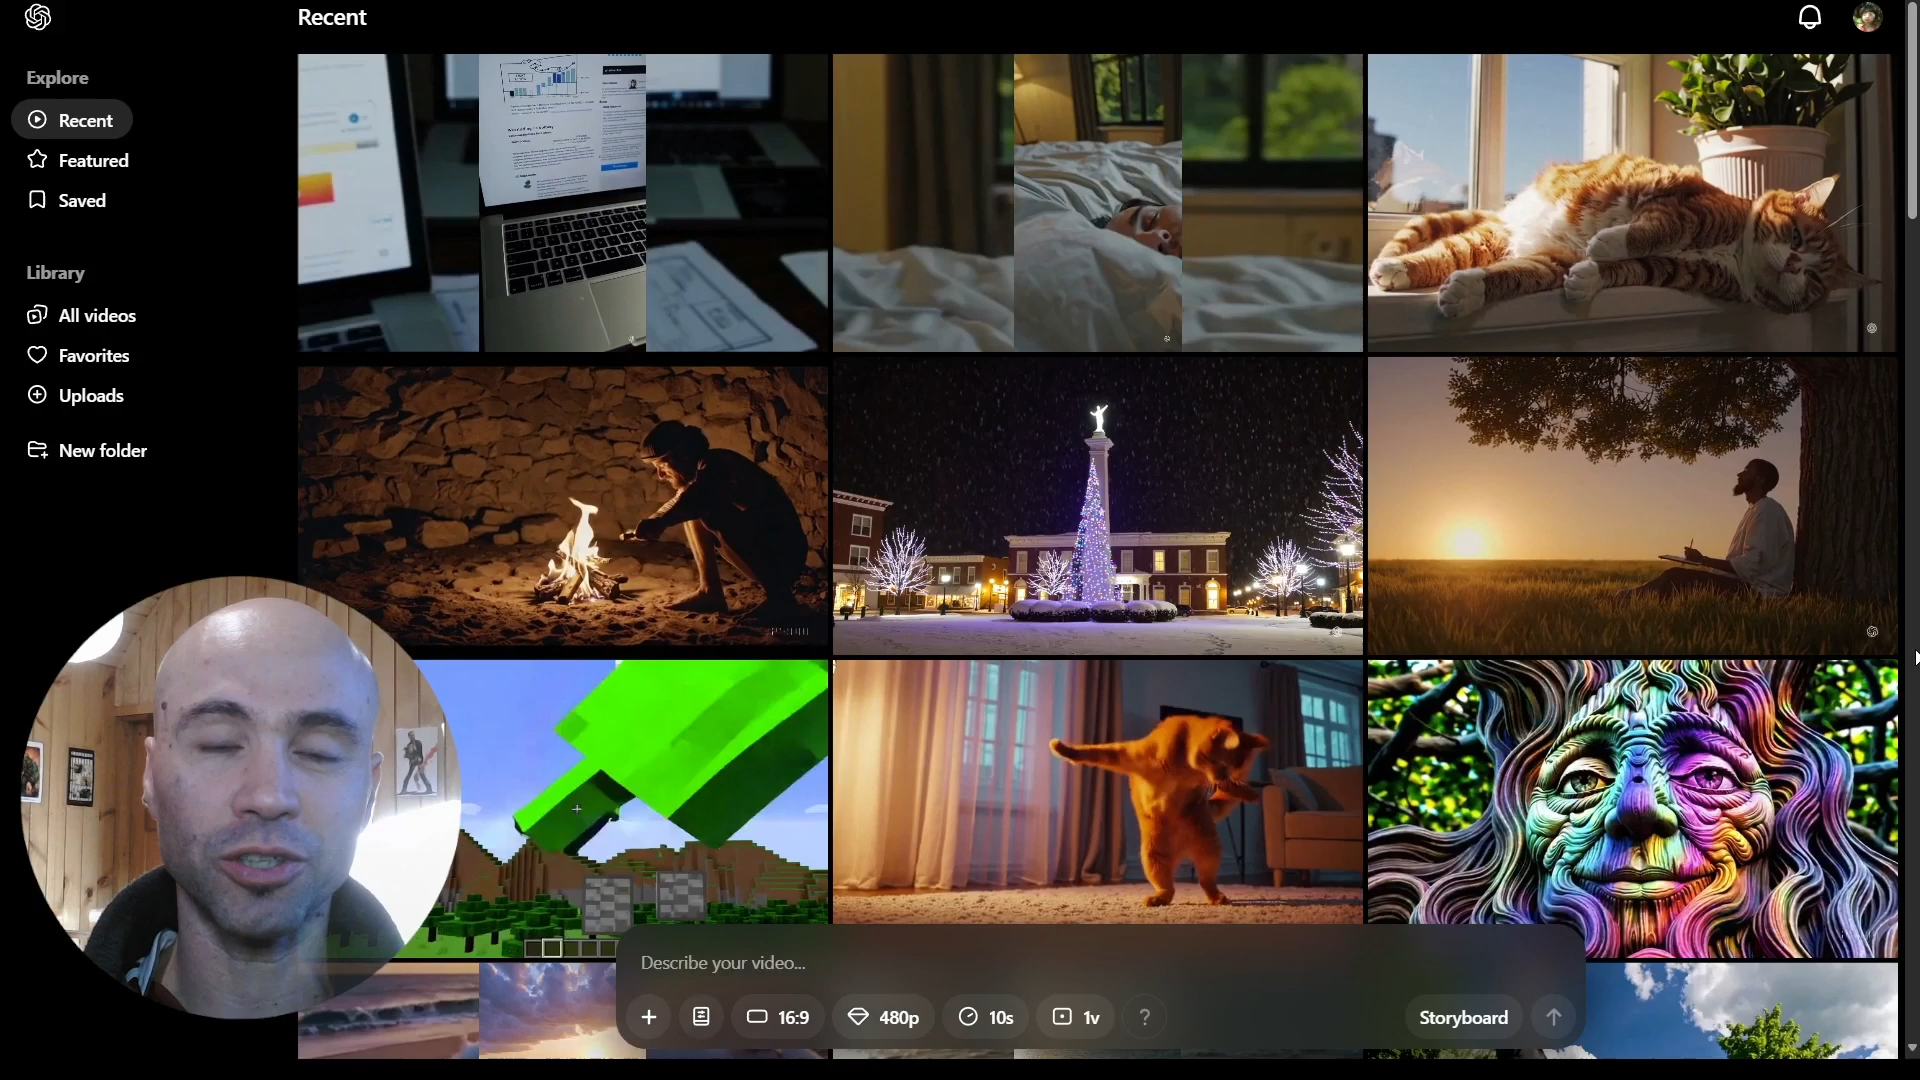 Recent
Explore
Recent
Featured
Saved
Library
All videos
Favorites
Uploads
New folder
Describe your video...
16:9
480p
10s
1v
?
Storyboard